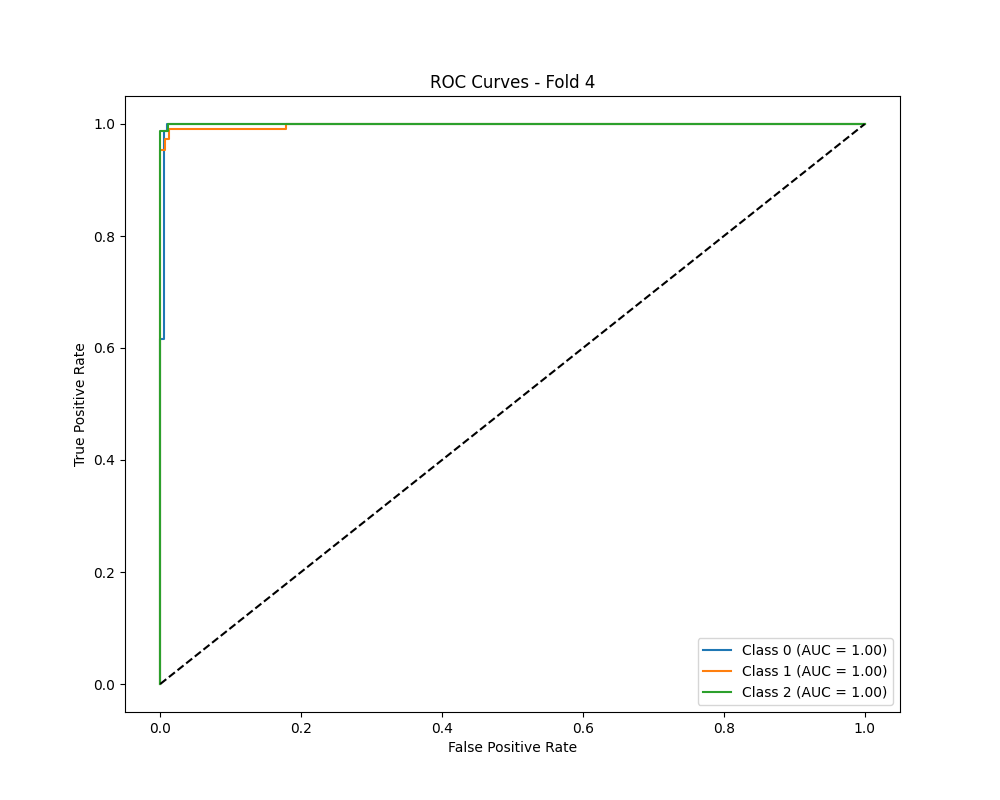 ROC Curves - Fold 4
True Positive Rate
1.0
0.8
0.6
0.4
0.2
0.0
Class 0 (AUC = 1.00)
Class 1 (AUC = 1.00)
Class 2 (AUC = 1.00)
0.0 0.2 0.4 0.6 0.8 1.0
False Positive Rate